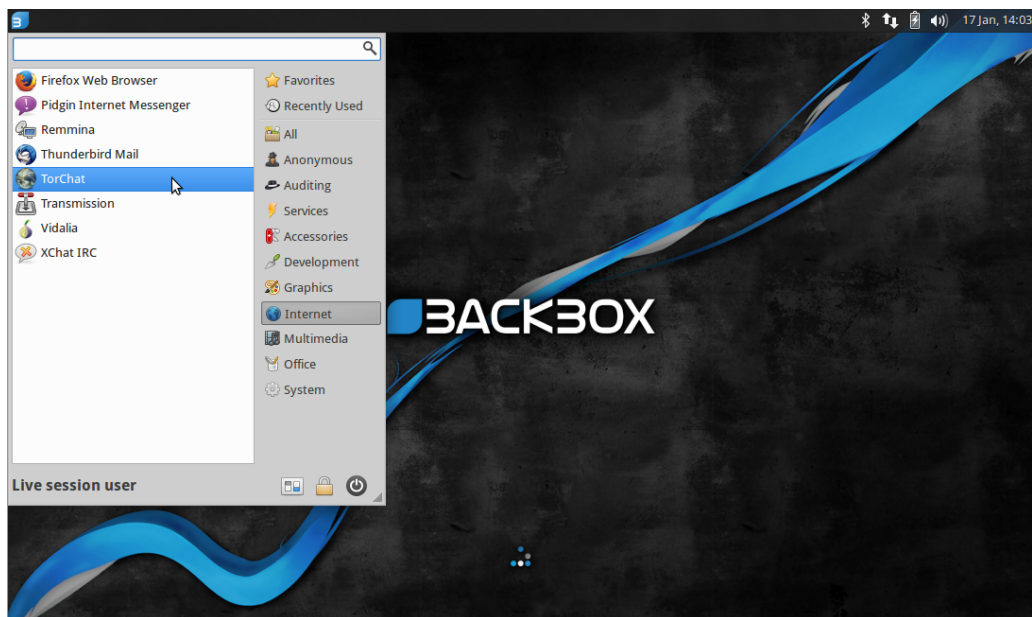 17 Jan, 14:03
Firefox Web Browser
Pidgin Internet Messenger
Remmina
Thunderbird Mail
TorChat
Transmission
Vidalia
XChat IRC
Favorites
Recently Used
All
Anonymous
Auditing
Services
Accessories
Development
Graphics
Internet
Multimedia
Office
System
Live session user
BACKBOX